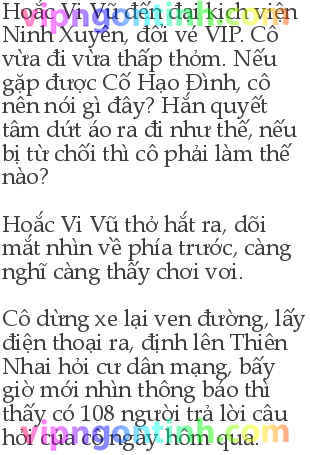 Hoắc Vi Vũ đến đại kịch viện
Ninh Xuyên, đổi vé VIP. Cô
vừa đi vừa thấp thỏm. Nếu
gặp được Cố Hạo Đình, cô
nên nói gì đây? Hắn quyết
tâm dứt áo ra đi như thế, nếu
bị từ chối thì cô phải làm thế
nào?
Hoắc Vi Vũ thở hắt ra, dõi
mắt nhìn về phía trước, càng
nghĩ càng thấy chơi vơi.
Cô dừng xe lại ven đường, lấy
điện thoại ra, định lên Thiên
Nhai hỏi cư dân mạng, bấy
giờ mới nhìn thông báo thì
thấy có 108 người trả lời câu
hỏi của cô ngày hôm qua.
vipngontinh.com
vipngontinh.com
vipngontinh.com